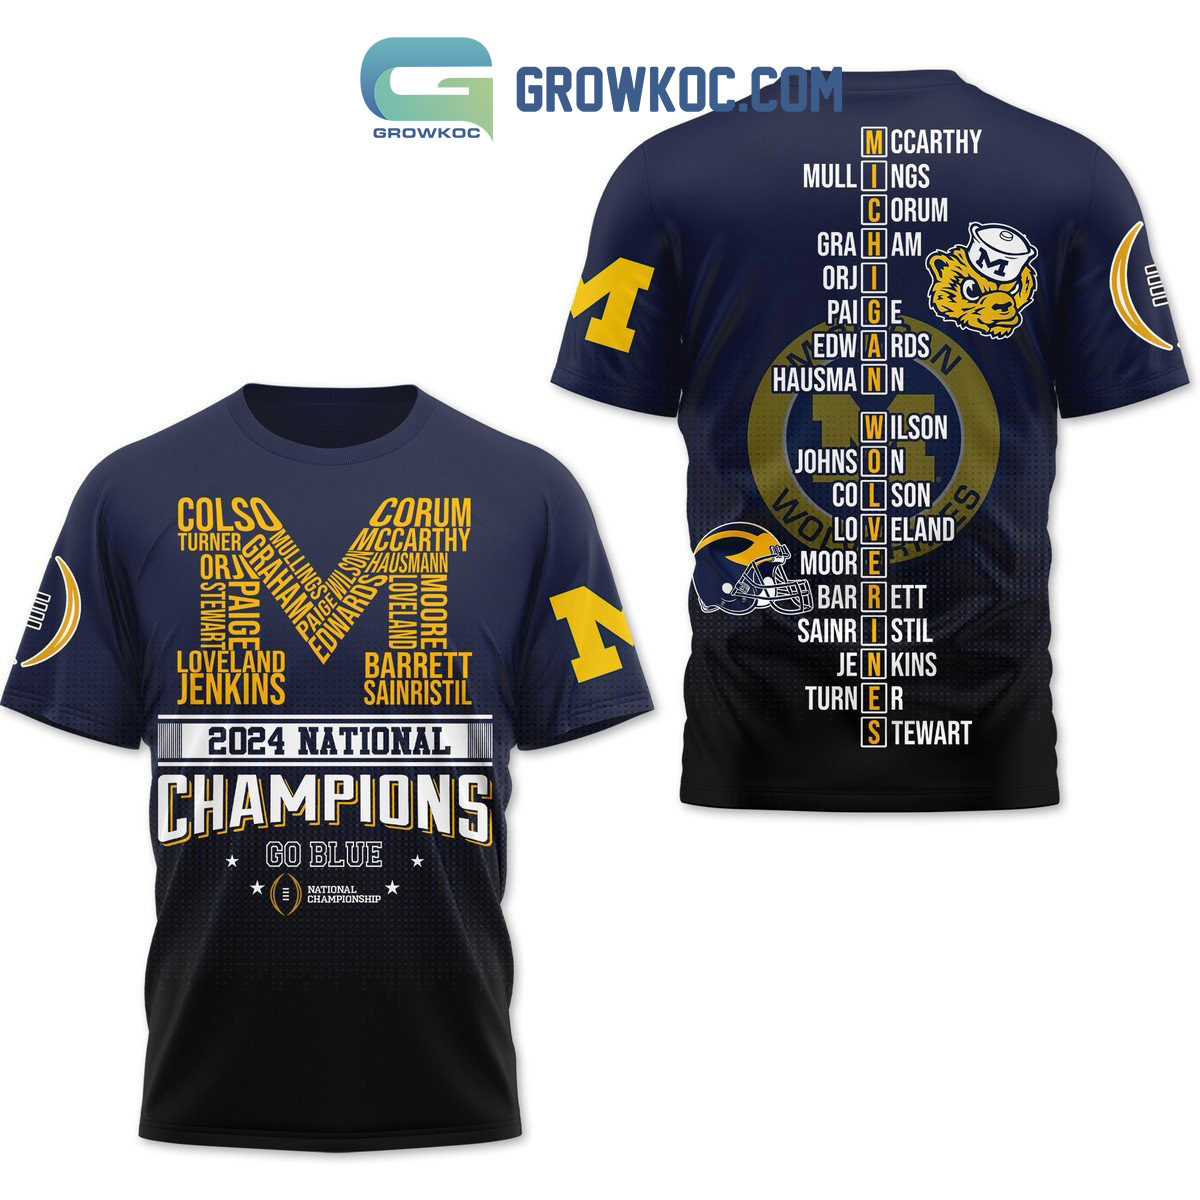 GROWKOC
GROWKOC.COM
COLSO
TURNER
ORJ
STEWART
PAIGE
GRAHAM
MULLINGS
PAIGE
WILSON
EDWARDS
CORUM
MCCARTHY
HAUSMANN
LOVELAND
MOORE
LOVELAND
JENKINS
BARRETT
SAINRISTIL
2024 NATIONAL
CHAMPIONS
GO BLUE
NATIONAL
CHAMPIONSHIP
M
M
MCCARTHY
MULLINGS
CORUM
GRAHAM
ORJI
PAIGE
EDWARDS
HAUSMANN
WILSON
JOHNSON
COLSON
LOVELAND
MOORE
BARRETT
SAINRISTIL
JENKINS
TURNER
STEWART
M